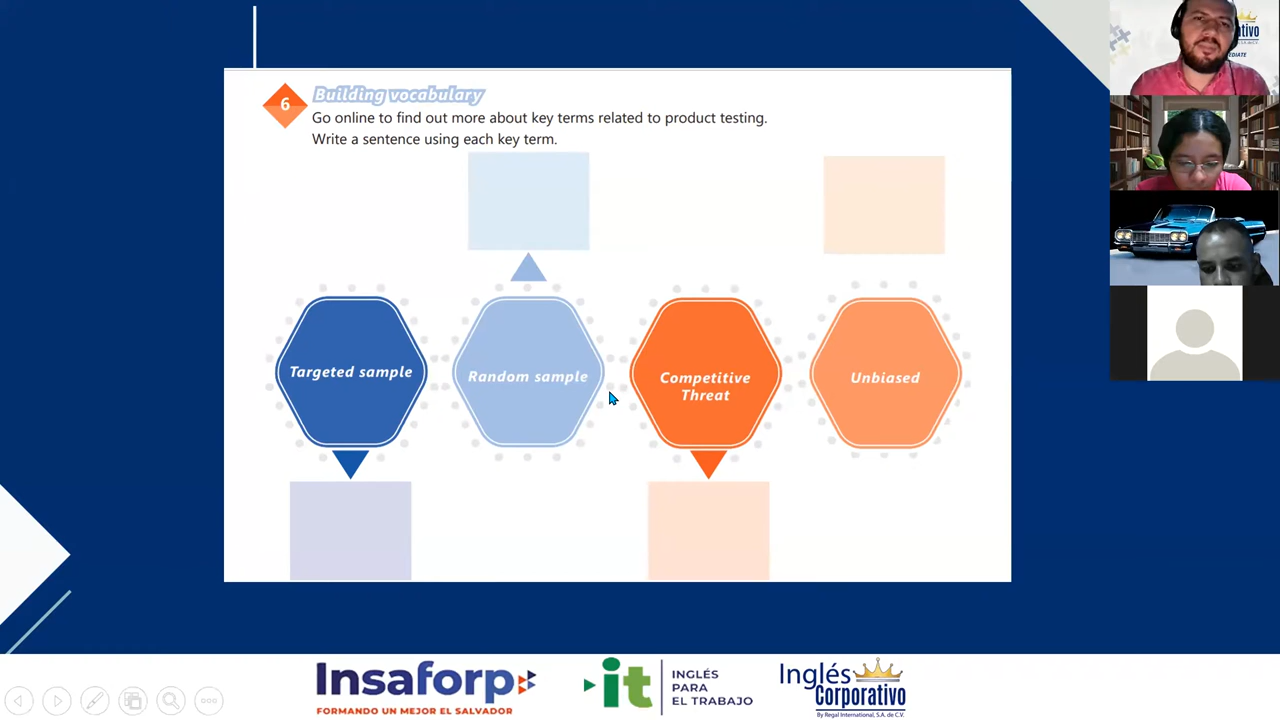 6
Building vocabulary
Go online to find out more about key terms related to product testing.
Write a sentence using each key term.
Targeted sample
Random sample
Competitive
Threat
Unbiased
Insaforp
FORMANDO UN MEJOR EL SALVADOR
it
INGLÉS
PARA
EL TRABAJO
Inglés
Corporativo
By Regal International, S.A. de C.V.
ativo